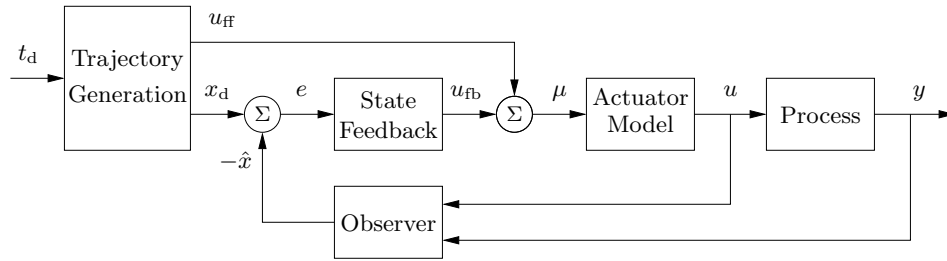 u_ff
t_d
Trajectory
Generation
x_d
Σ
e
State
Feedback
u_fb
Σ
μ
Actuator
Model
u
Process
y
−x̂
Observer